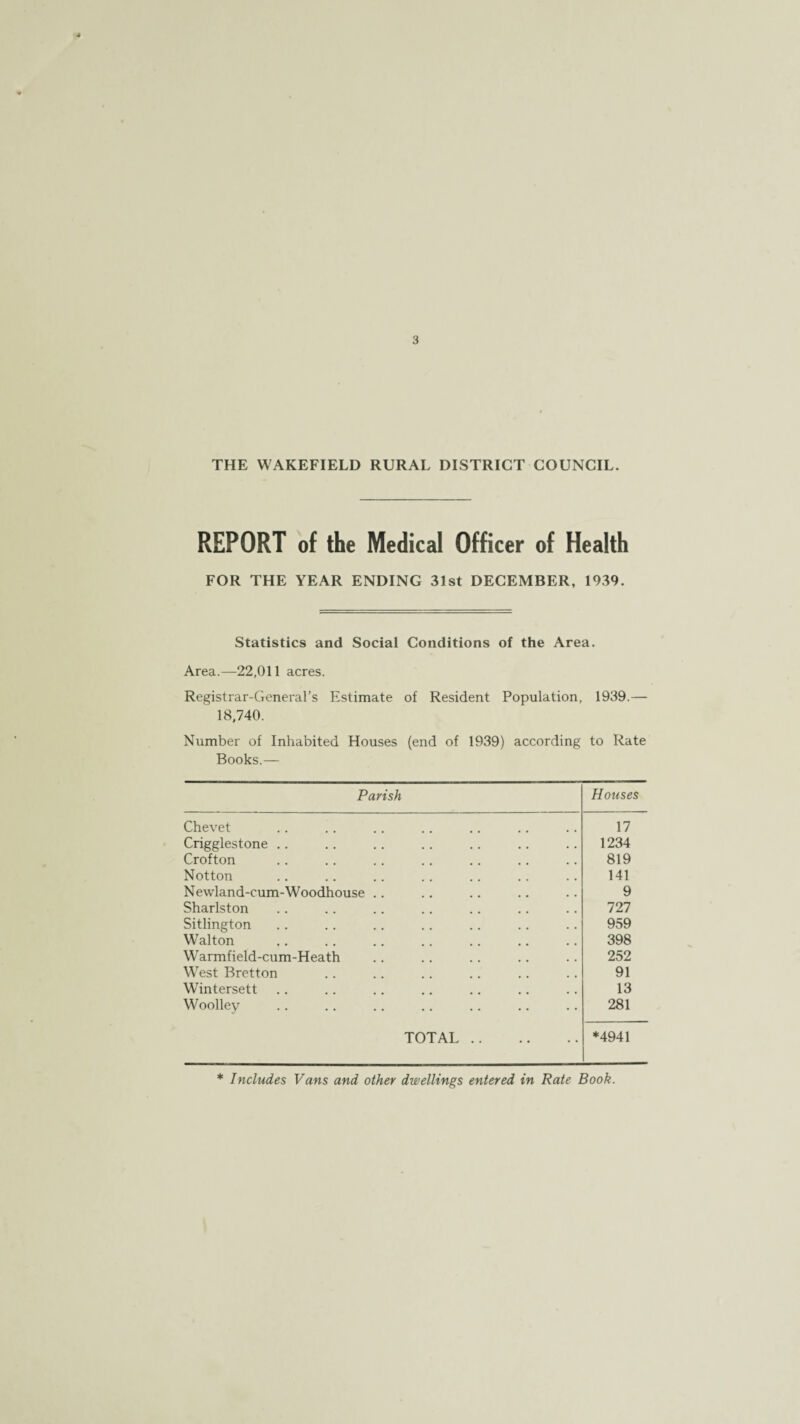 3
THE WAKEFIELD RURAL DISTRICT COUNCIL.
REPORT of the Medical Officer of Health
FOR THE YEAR ENDING 31st DECEMBER, 1939.
Statistics and Social Conditions of the Area.
Area.—22,011 acres.
Registrar-General's Estimate of Resident Population, 1939.—
18,740.
Number of Inhabited Houses (end of 1939) according to Rate
Books.—
Parish Houses
Chevet .. .. .. .. .. .. .. 17
Crigglestone .. .. .. .. .. .. .. 1234
Crofton .. .. .. .. .. .. .. 819
Notton .. .. .. .. .. .. .. 141
Newland-cum-Woodhouse .. .. .. .. .. 9
Sharlston .. .. .. .. .. .. .. 727
Sitlington .. .. .. .. .. .. .. 959
Walton .. .. .. .. .. .. .. 398
Warmfield-cum-Heath .. .. .. .. .. 252
West Bretton .. .. .. .. .. .. 91
Wintersett .. .. .. .. .. .. .. 13
Woolley .. .. .. .. .. .. .. 281
TOTAL .. .. .. *4941
* Includes Vans and other dwellings entered in Rate Book.